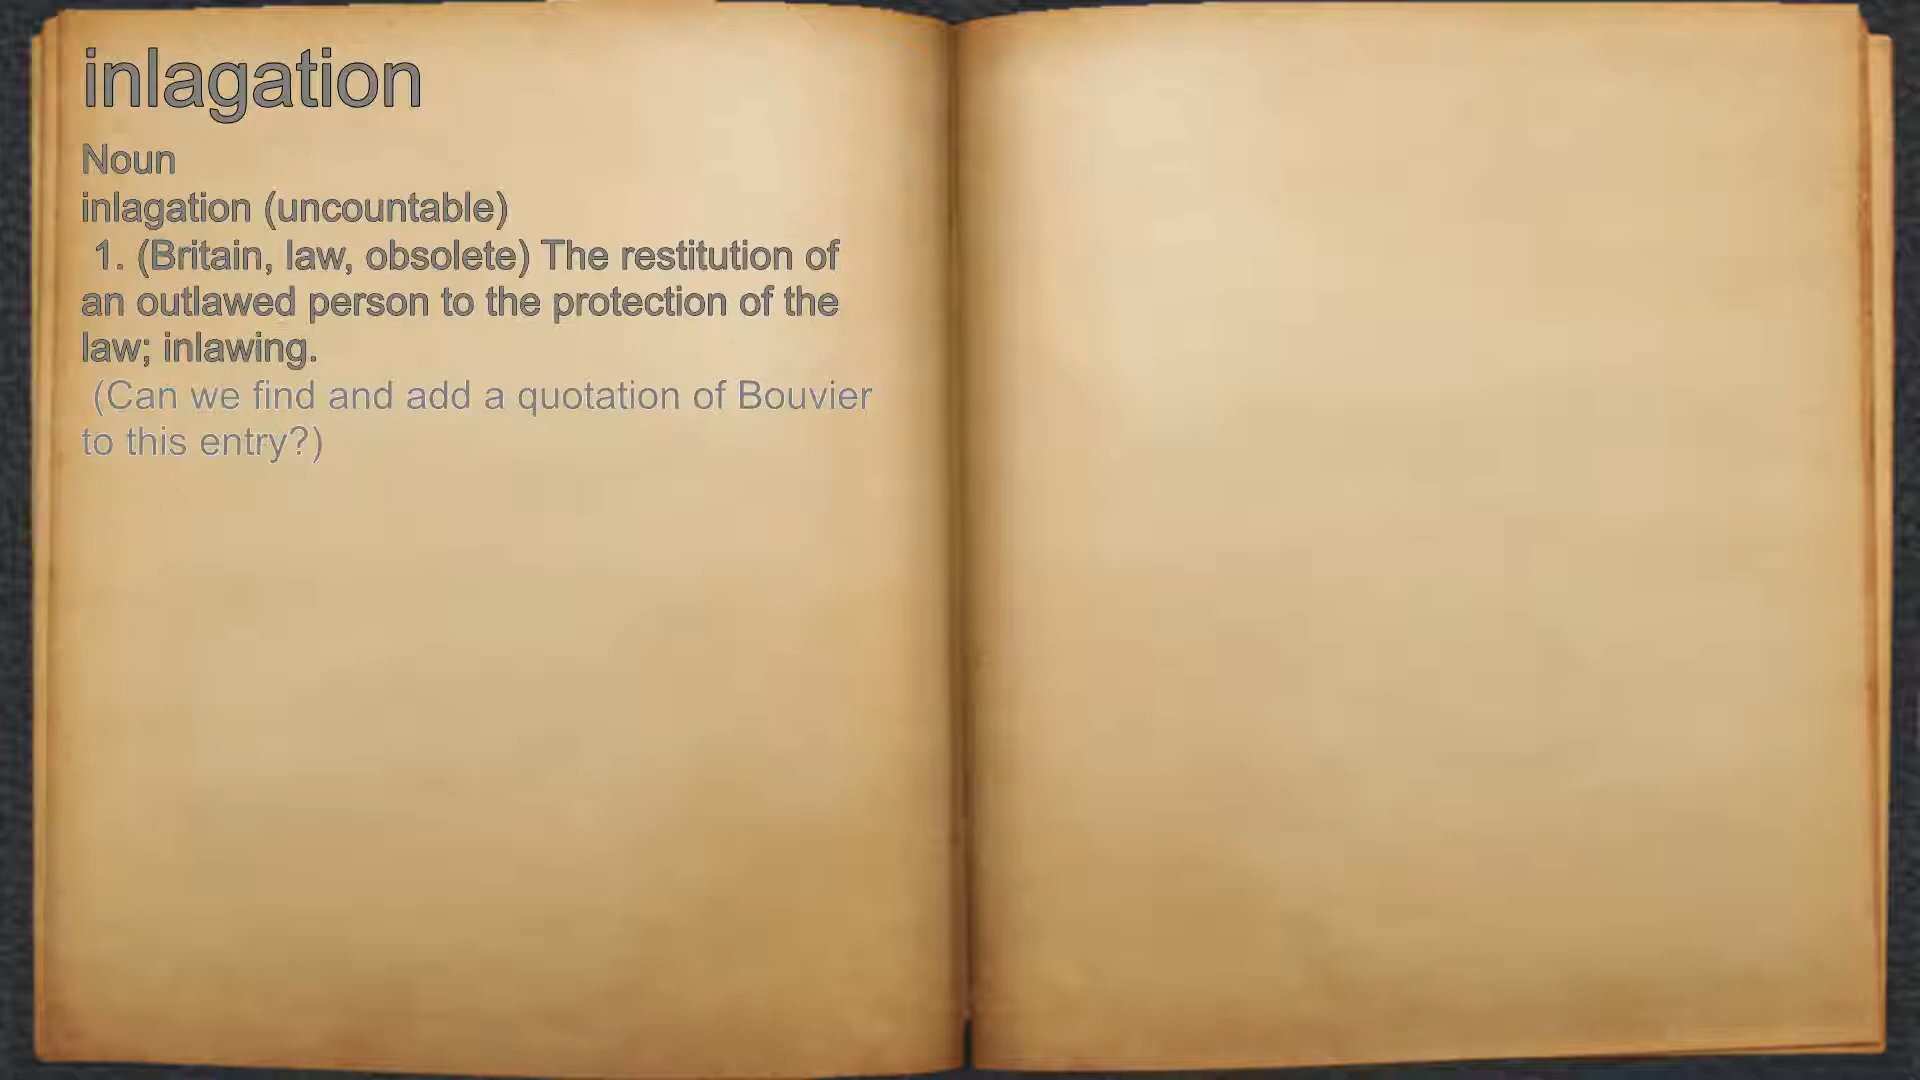 inlagation
Noun
inlagation (uncountable)
1. (Britain, law, obsolete) The restitution of
an outlawed person to the protection of the
law; inlawing.
(Can we find and add a quotation of Bouvier
to this entry?)